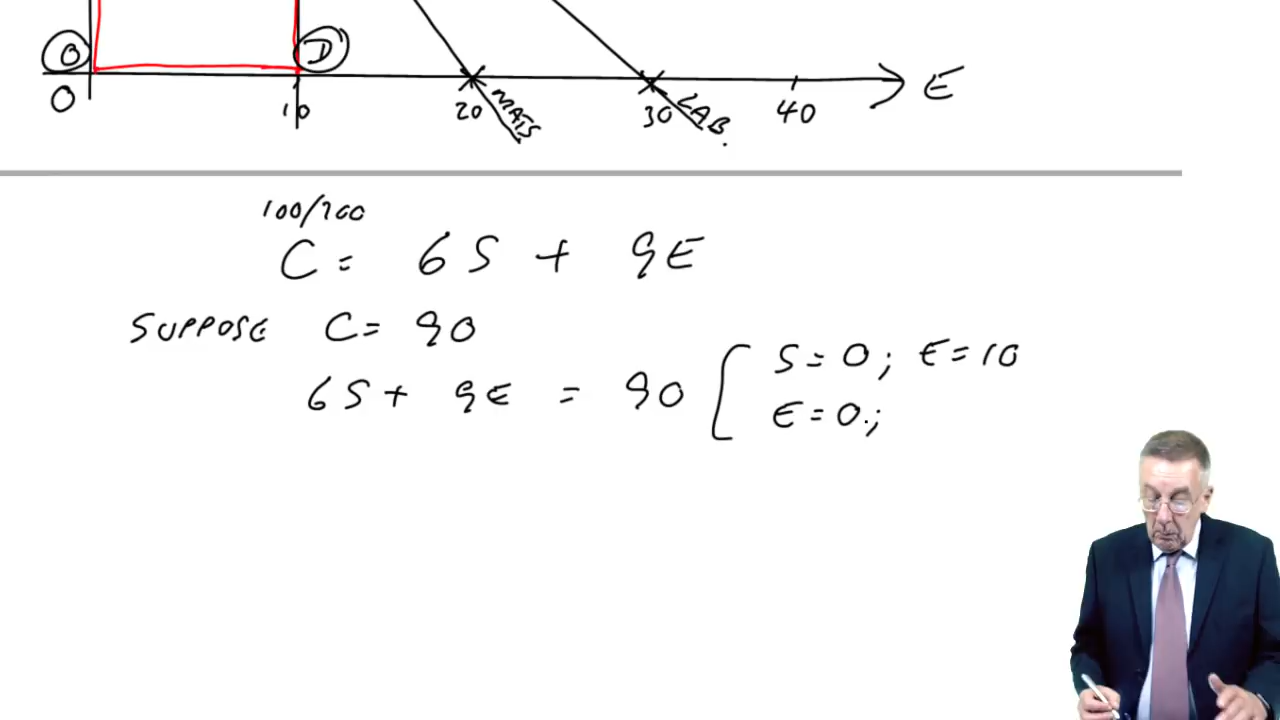 O D
E
0 10 20 30 40
MATS LAB.
100/200
C = 6S + 9E
SUPPOSE C = 90
6S + 9E = 90 [ S = 0; E = 10
E = 0;